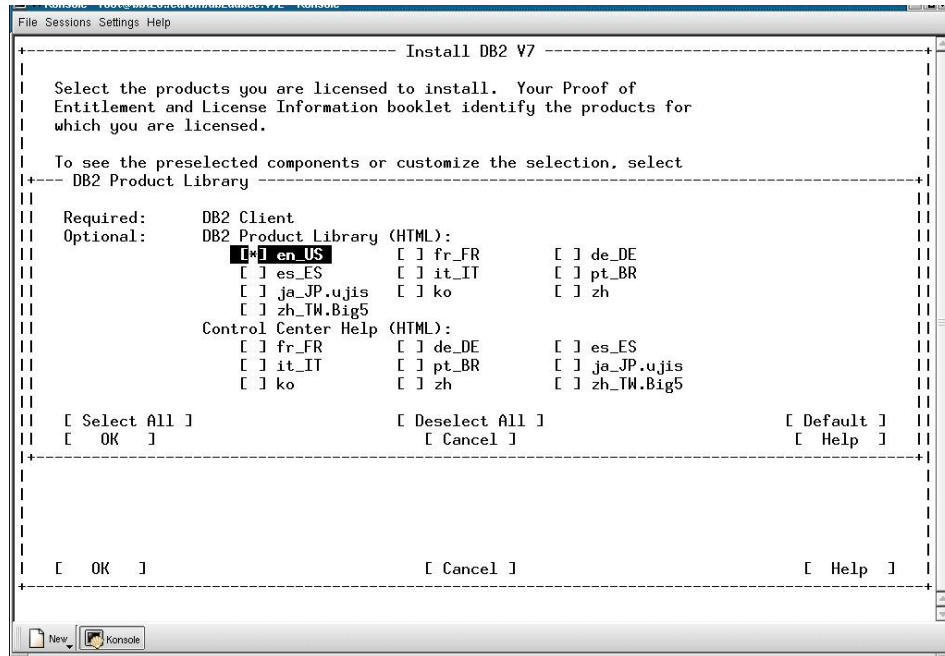 File Sessions Settings Help
Install DB2 V7
Select the products you are licensed to install. Your Proof of
Entitlement and License Information booklet identify the products for
which you are licensed.
To see the preselected components or customize the selection, select
DB2 Product Library
Required: DB2 Client
Optional: DB2 Product Library (HTML):
[*] en_US [ ] fr_FR [ ] de_DE
[ ] es_ES [ ] it_IT [ ] pt_BR
[ ] ja_JP.ujis [ ] ko [ ] zh
[ ] zh_TW.Big5
Control Center Help (HTML):
[ ] fr_FR [ ] de_DE [ ] es_ES
[ ] it_IT [ ] pt_BR [ ] ja_JP.ujis
[ ] ko [ ] zh [ ] zh_TW.Big5
[ Select All ] [ Deselect All ] [ Default ]
[ OK ] [ Cancel ] [ Help ]
[ OK ] [ Cancel ] [ Help ]
New Konsole